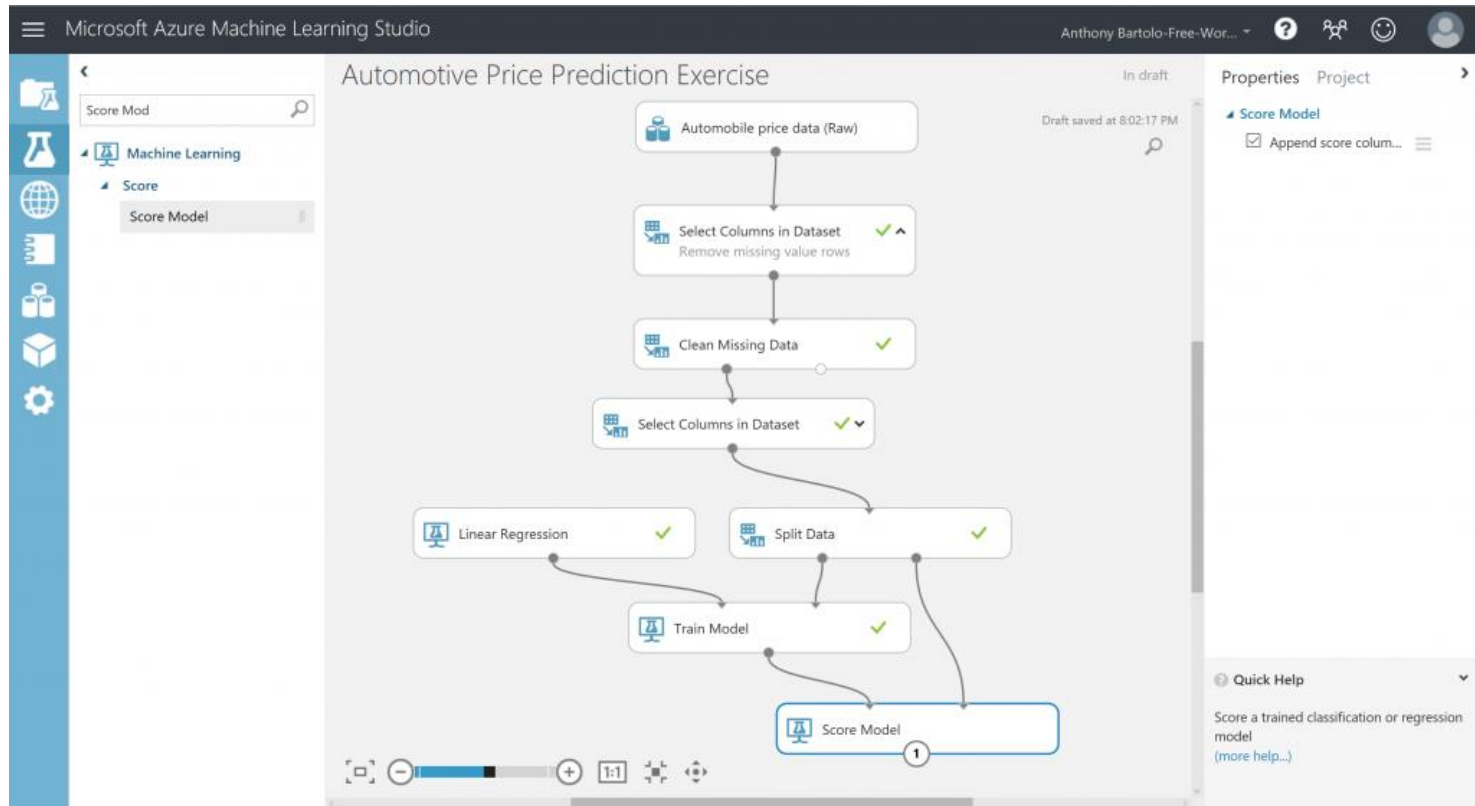 Microsoft Azure Machine Learning Studio
Anthony Bartolo-Free-Wor...
?
Score Mod
Machine Learning
Score
Score Model
Automotive Price Prediction Exercise
In draft
Draft saved at 8:02:17 PM
Automobile price data (Raw)
Select Columns in Dataset
Remove missing value rows
Clean Missing Data
Select Columns in Dataset
Linear Regression
Split Data
Train Model
Score Model
1
1:1
Properties Project
Score Model
Append score colum...
Quick Help
Score a trained classification or regression
model
(more help...)